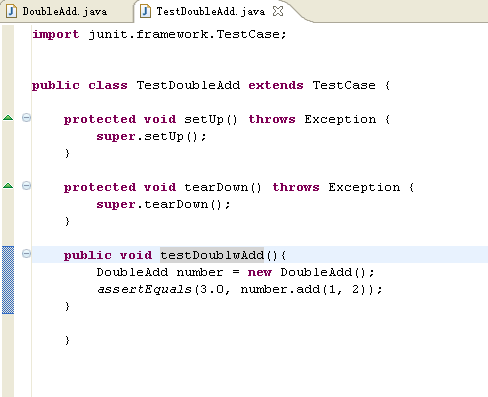 DoubleAdd.java TestDoubleAdd.java
import junit.framework.TestCase;
public class TestDoubleAdd extends TestCase {
protected void setUp() throws Exception {
super.setUp();
}
protected void tearDown() throws Exception {
super.tearDown();
}
public void testDoublwAdd(){
DoubleAdd number = new DoubleAdd();
assertEquals(3.0, number.add(1, 2));
}
}